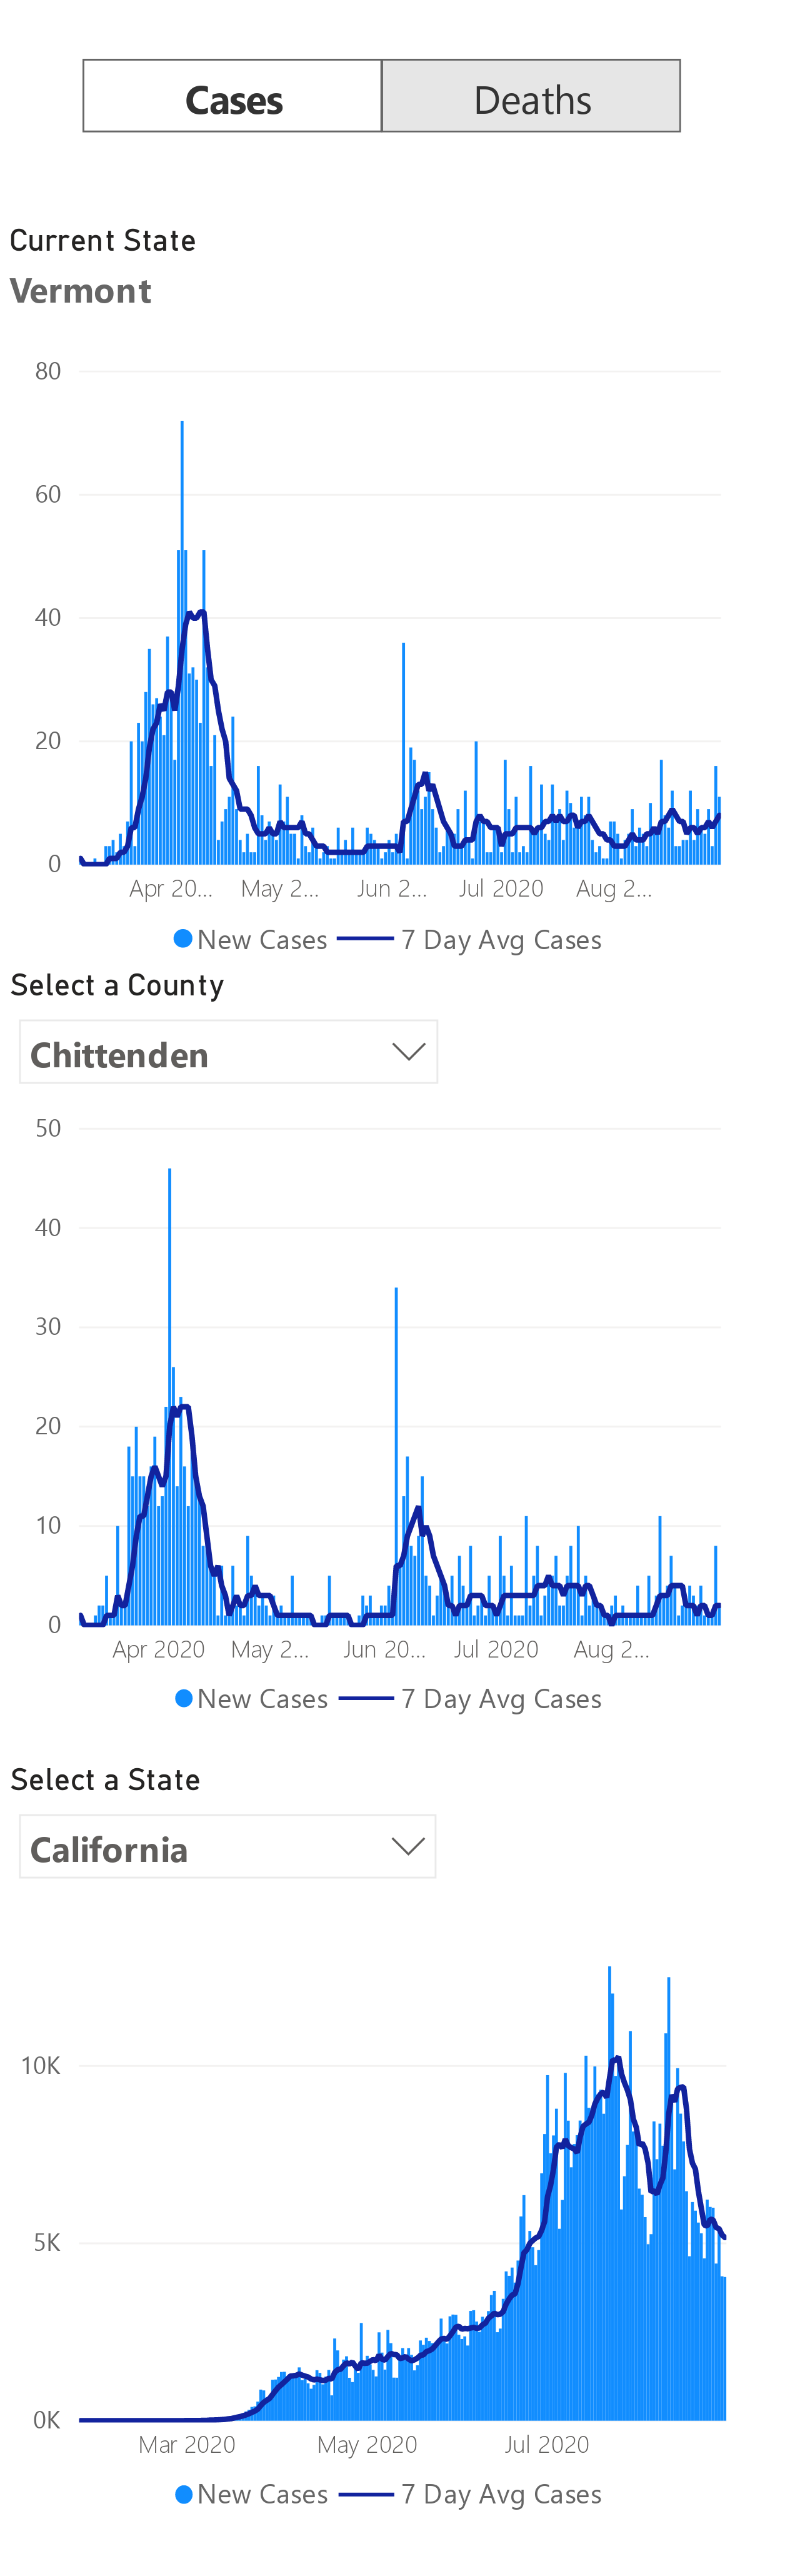 Cases Deaths
Current State
Vermont
80
60
40
20
0
Apr 20... May 2... Jun 2... Jul 2020 Aug 2...
New Cases 7 Day Avg Cases
Select a County
Chittenden
50
40
30
20
10
0
Apr 2020 May 2... Jun 20... Jul 2020 Aug 2...
New Cases 7 Day Avg Cases
Select a State
California
10K
5K
0K
Mar 2020 May 2020 Jul 2020
New Cases 7 Day Avg Cases